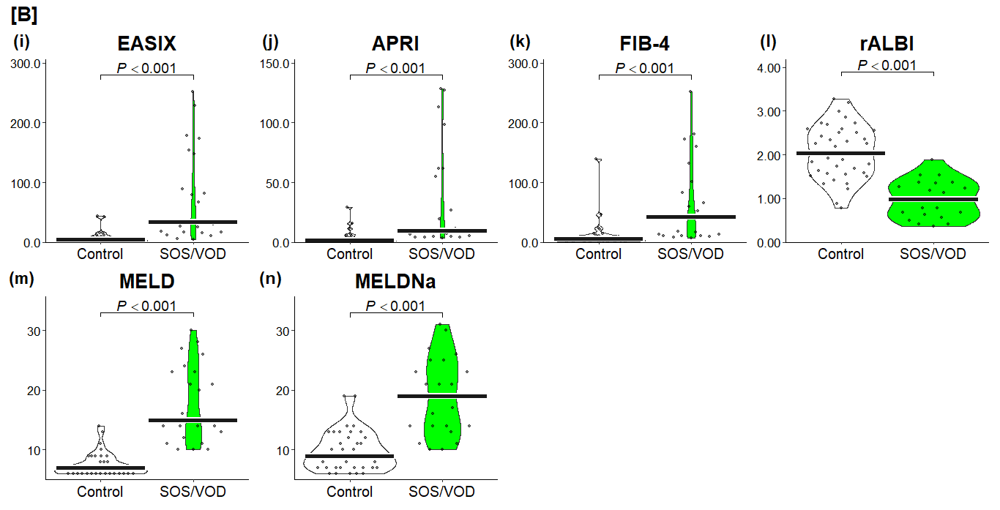 [B]
(i) EASIX
300.0
200.0
100.0
0.0
P < 0.001
Control SOS/VOD
(j) APRI
150.0
100.0
50.0
0.0
P < 0.001
Control SOS/VOD
(k) FIB-4
300.0
200.0
100.0
0.0
P < 0.001
Control SOS/VOD
(l) rALBI
4.00
3.00
2.00
1.00
0.00
P < 0.001
Control SOS/VOD
(m) MELD
30
20
10
P < 0.001
Control SOS/VOD
(n) MELDNa
30
20
10
P < 0.001
Control SOS/VOD